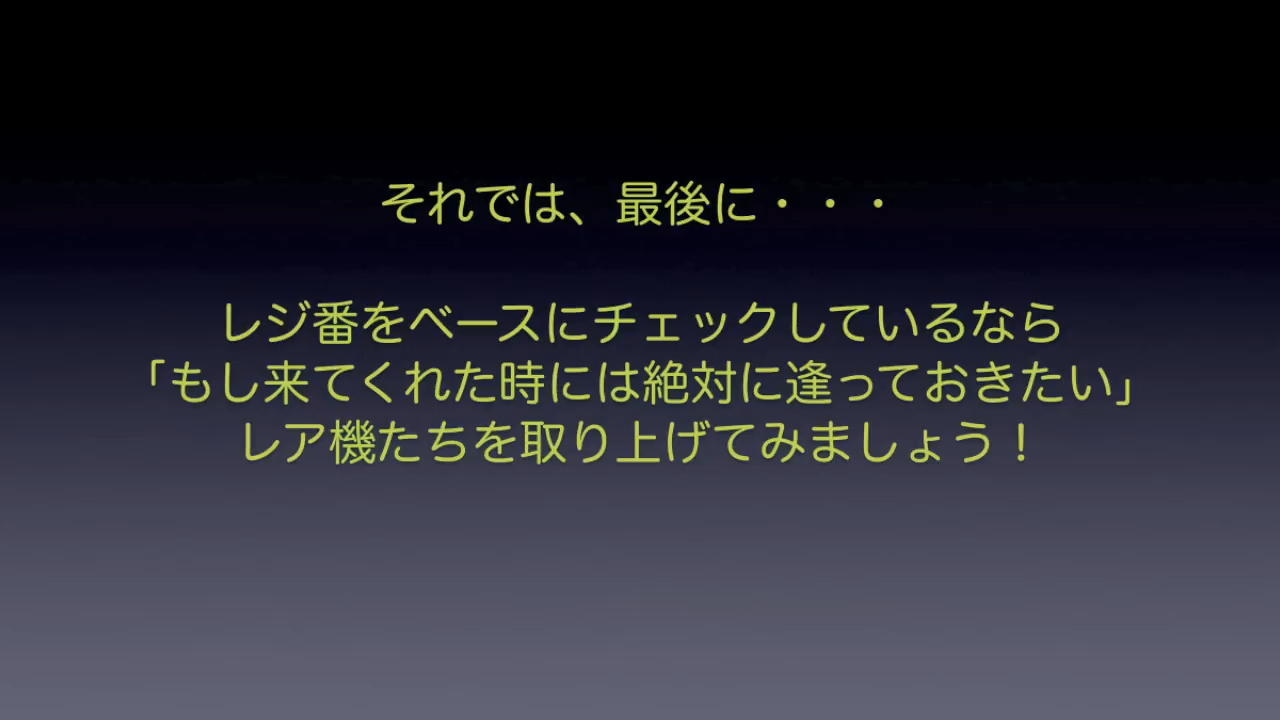 それでは、最後に・・・
レジ番をベースにチェックしているなら
「もし来てくれた時には絶対に逢っておきたい」
レア機たちを取り上げてみましょう！